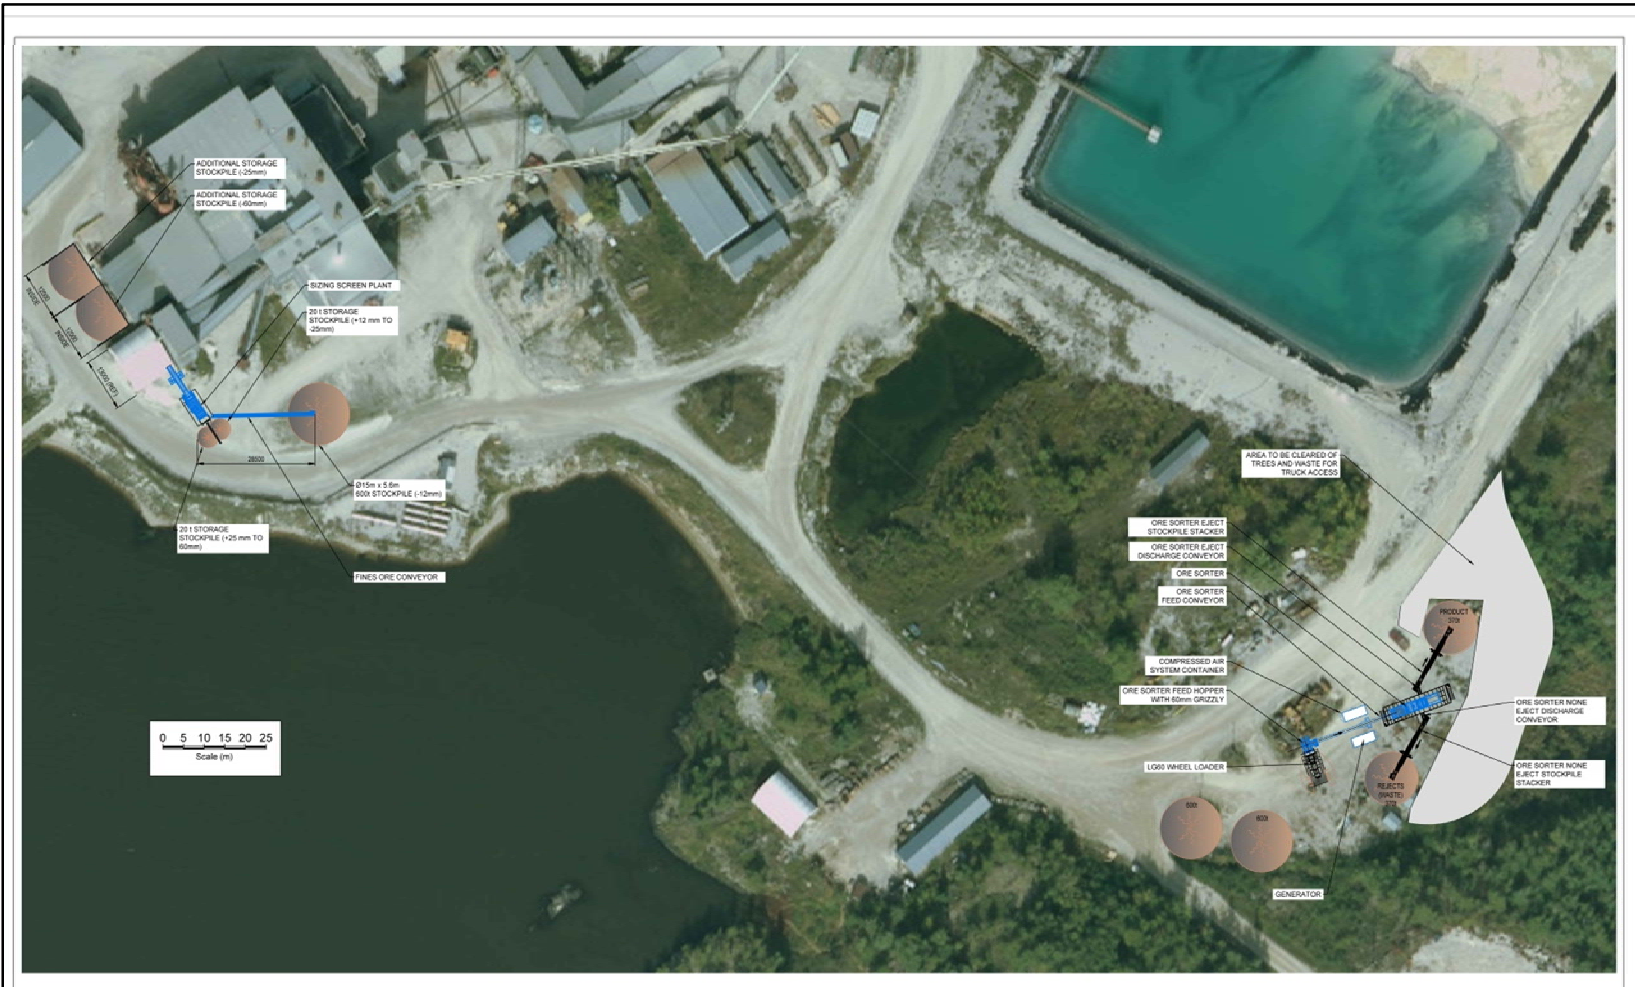 ADDITIONAL STORAGE
STOCKPILE (-25mm)
ADDITIONAL STORAGE
STOCKPILE (-60mm)
SIZING SCREEN PLANT
20 t STORAGE
STOCKPILE (+12 mm TO
-25mm)
28500
Ø15m x 5.6m
600t STOCKPILE (-12mm)
20 t STORAGE
STOCKPILE (+25 mm TO
60mm)
FINES ORE CONVEYOR
0 5 10 15 20 25
Scale (m)
AREA TO BE CLEARED OF
TREES AND WASTE FOR
TRUCK ACCESS
ORE SORTER EJECT
STOCKPILE STACKER
ORE SORTER EJECT
DISCHARGE CONVEYOR
ORE SORTER
ORE SORTER
FEED CONVEYOR
PRODUCT
COMPRESSED AIR
SYSTEM CONTAINER
ORE SORTER FEED HOPPER
WITH 60mm GRIZZLY
ORE SORTER NONE
EJECT DISCHARGE
CONVEYOR
LG60 WHEEL LOADER
ORE SORTER NONE
EJECT STOCKPILE
STACKER
REJECTS
(WASTE)
600t
600t
GENERATOR